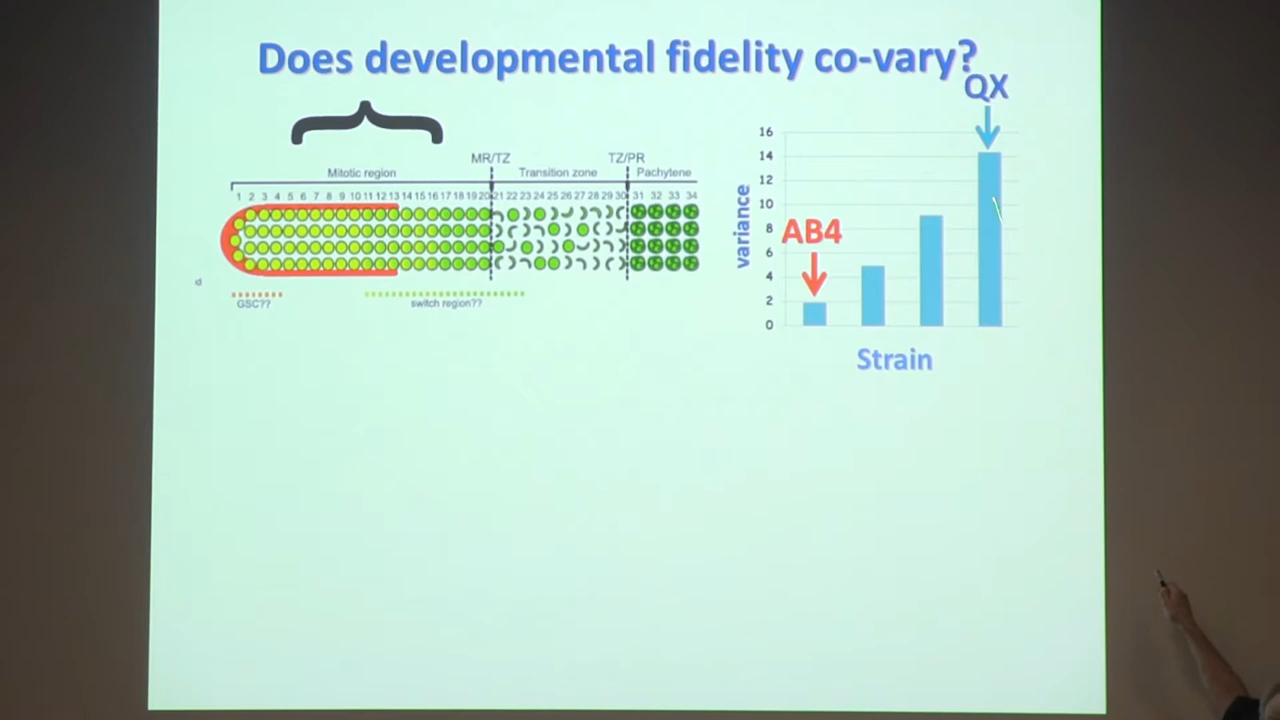 Does developmental fidelity co-vary?
QX
MR/TZ
TZ/PR
Mitotic region
Transition zone
Pachytene
1 2 3 4 5 6 7 8 9 10 11 12 13 14 15 16 17 18 19 20 21 22 23 24 25 26 27 28 29 30 31 32 33 34
GSC??
switch region??
16
14
12
10
8
6
4
2
0
variance
AB4
Strain